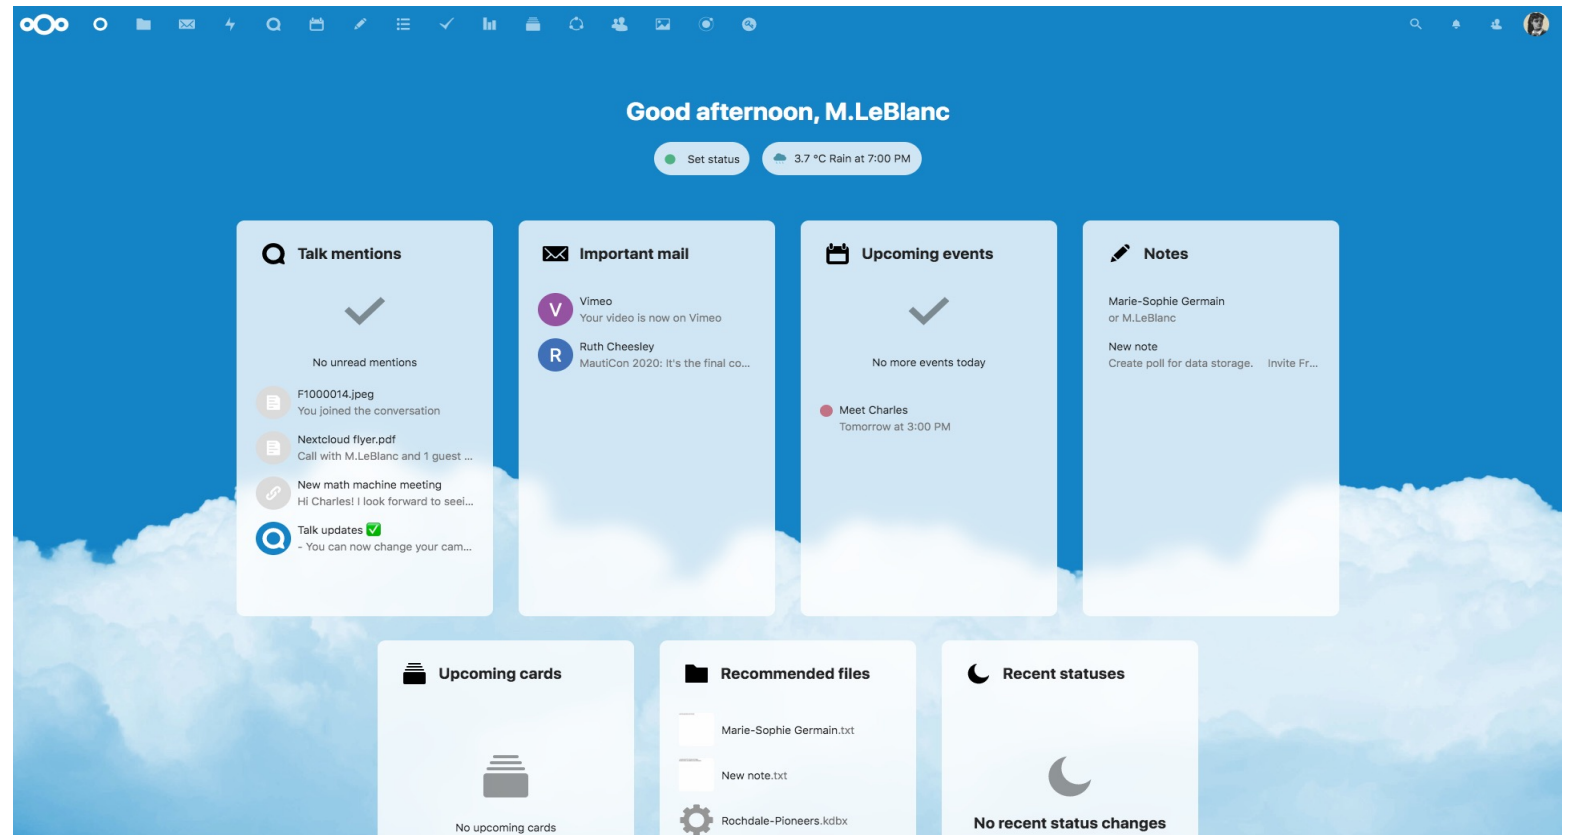 Good afternoon, M.LeBlanc
Set status
3.7 °C Rain at 7:00 PM
Talk mentions
No unread mentions
F1000014.jpeg
You joined the conversation
Nextcloud flyer.pdf
Call with M.LeBlanc and 1 guest ...
New math machine meeting
Hi Charles! I look forward to seei...
Talk updates ✅
- You can now change your cam...
Important mail
V
Vimeo
Your video is now on Vimeo
R
Ruth Cheesley
MautiCon 2020: It's the final co...
Upcoming events
No more events today
Meet Charles
Tomorrow at 3:00 PM
Notes
Marie-Sophie Germain
or M.LeBlanc
New note
Create poll for data storage. Invite Fr...
Upcoming cards
No upcoming cards
Recommended files
Marie-Sophie Germain.txt
New note.txt
Rochdale-Pioneers.kdbx
Recent statuses
No recent status changes